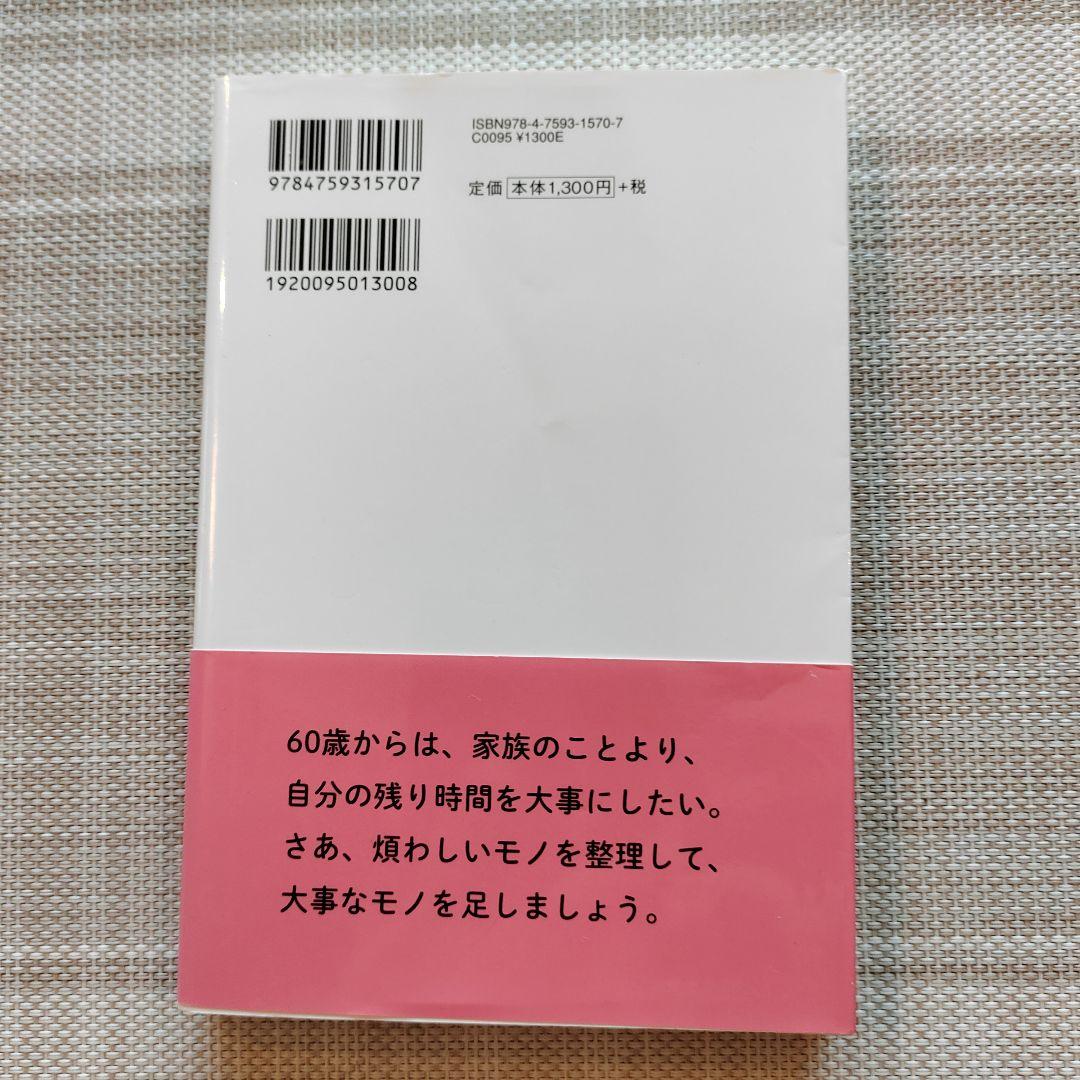 ISBN978-4-7593-1570-7
C0095 ¥1300E
9784759315707
定価 本体1,300円 +税
1920095013008
60歳からは、家族のことより、
自分の残り時間を大事にしたい。
さあ、煩わしいモノを整理して、
大事なモノを足しましょう。